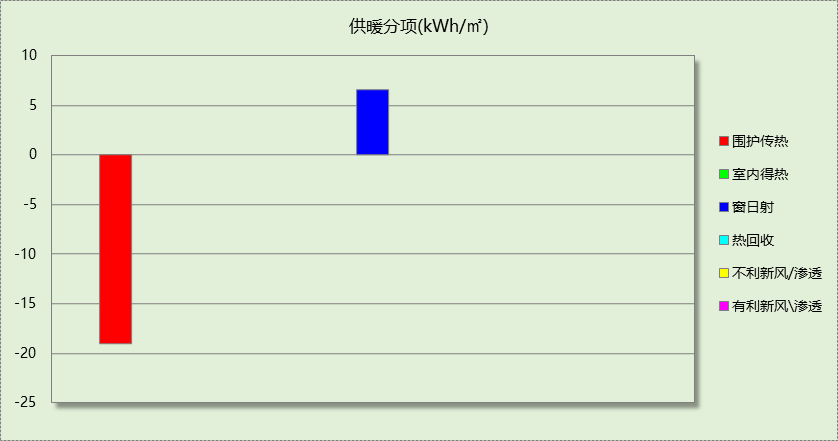 供暖分项(kWh/㎡)
10
5
0
-5
-10
-15
-20
-25
围护传热
室内得热
窗日射
热回收
不利新风/渗透
有利新风\渗透